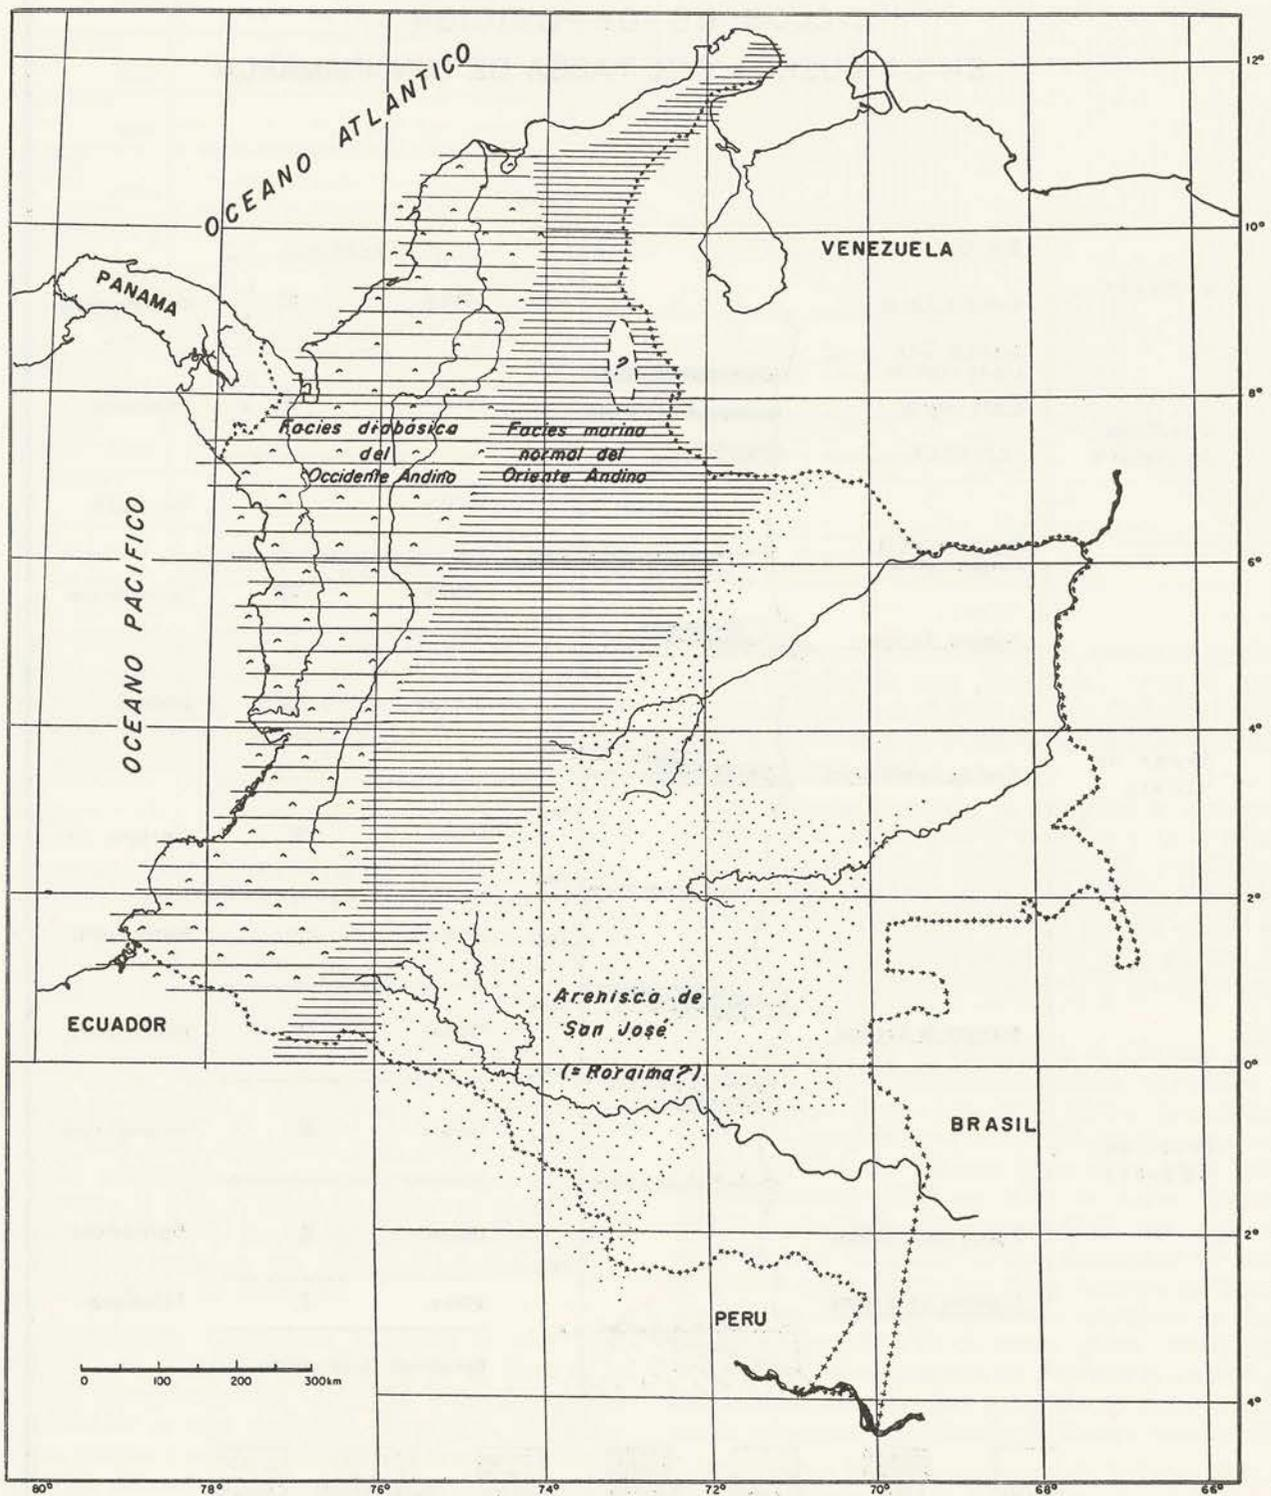 OCEANO ATLANTICO
12°
10°
VENEZUELA
PANAMA
?
8°
Facies diabásica
del
Occidente Andino
Facies marina
normal del
Oriente Andino
OCEANO PACIFICO
6°
4°
2°
Arenisca de
San José
(=Roraima?)
ECUADOR
0°
BRASIL
2°
PERU
0 100 200 300km
4°
80° 78° 76° 74° 72° 70° 68° 66°